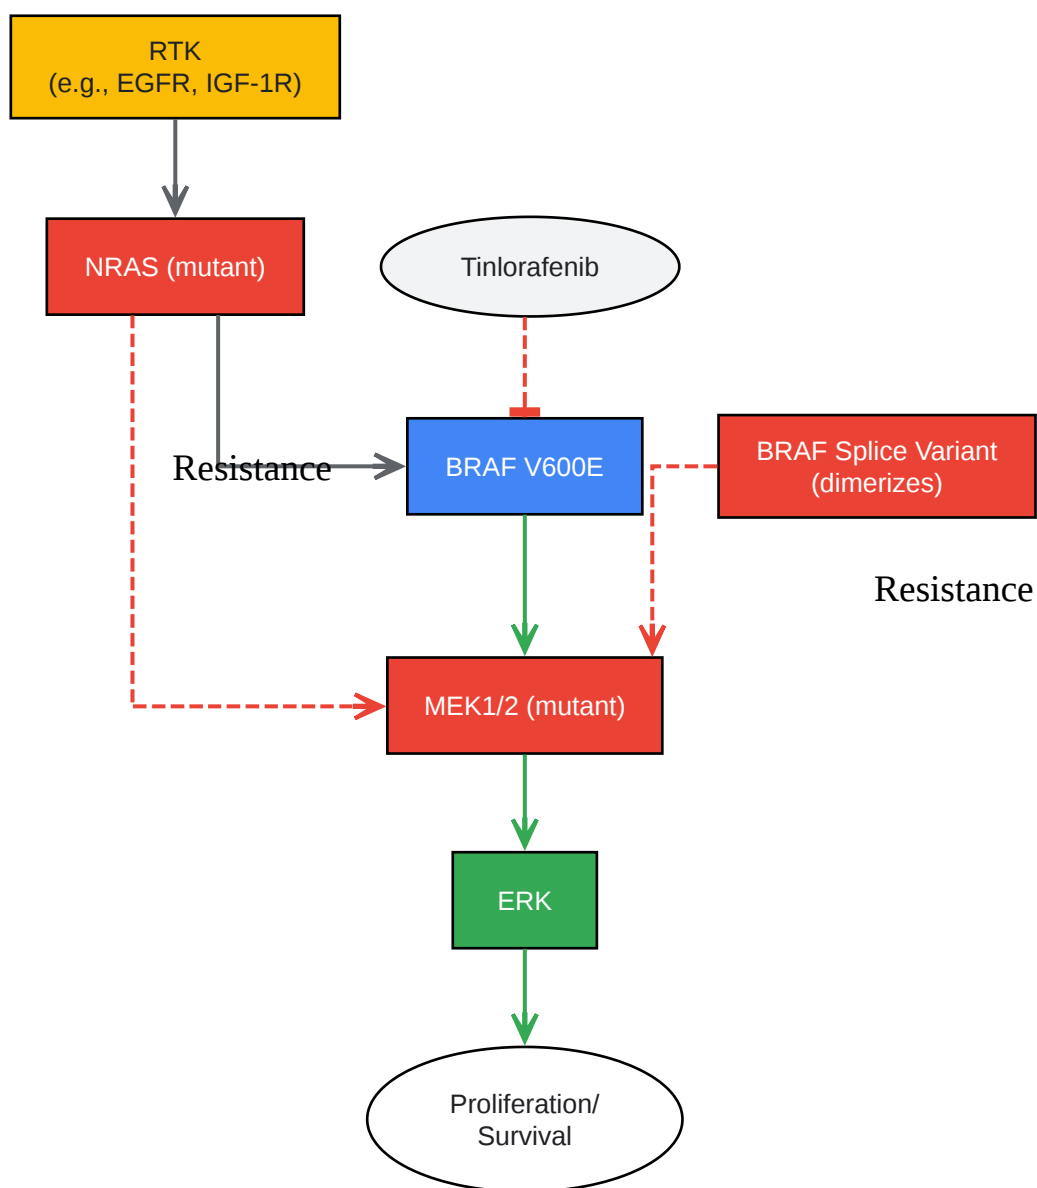 RTK
(e.g., EGFR, IGF-1R)
NRAS (mutant)
Tinlorafenib
Resistance
BRAF V600E
BRAF Splice Variant
(dimerizes)
Resistance
MEK1/2 (mutant)
ERK
Proliferation/
Survival